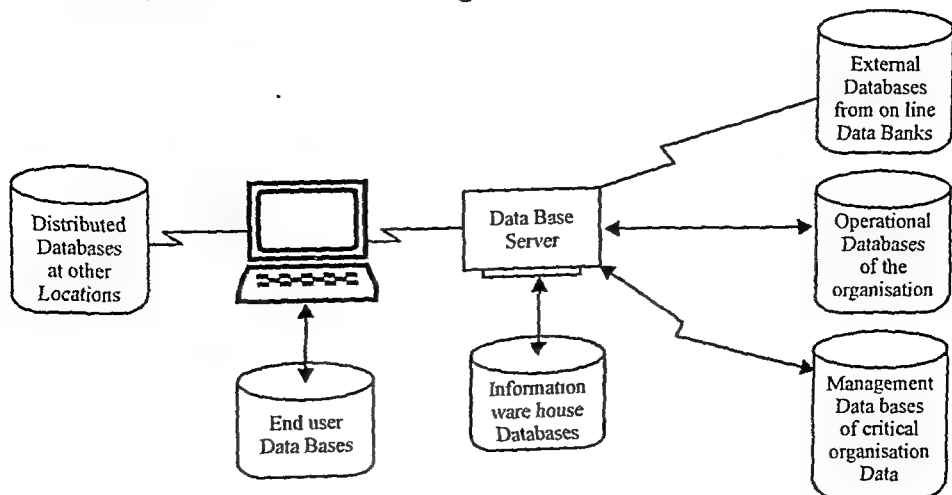 External
Databases
from on line
Data Banks
Distributed
Databases
at other
Locations
Data Base
Server
Operational
Databases
of the
organisation
End user
Data Bases
Information
ware house
Databases
Management
Data bases
of critical
organisation
Data